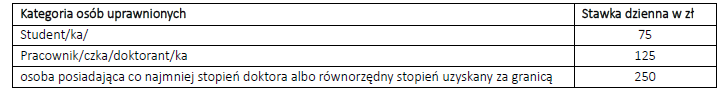 Kategoria osób uprawnionych Stawka dzienna w zł
Student/ka/ 75
Pracownik/czka/doktorant/ka 125
osoba posiadająca co najmniej stopień doktora albo równorzędny stopień uzyskany za granicą 250